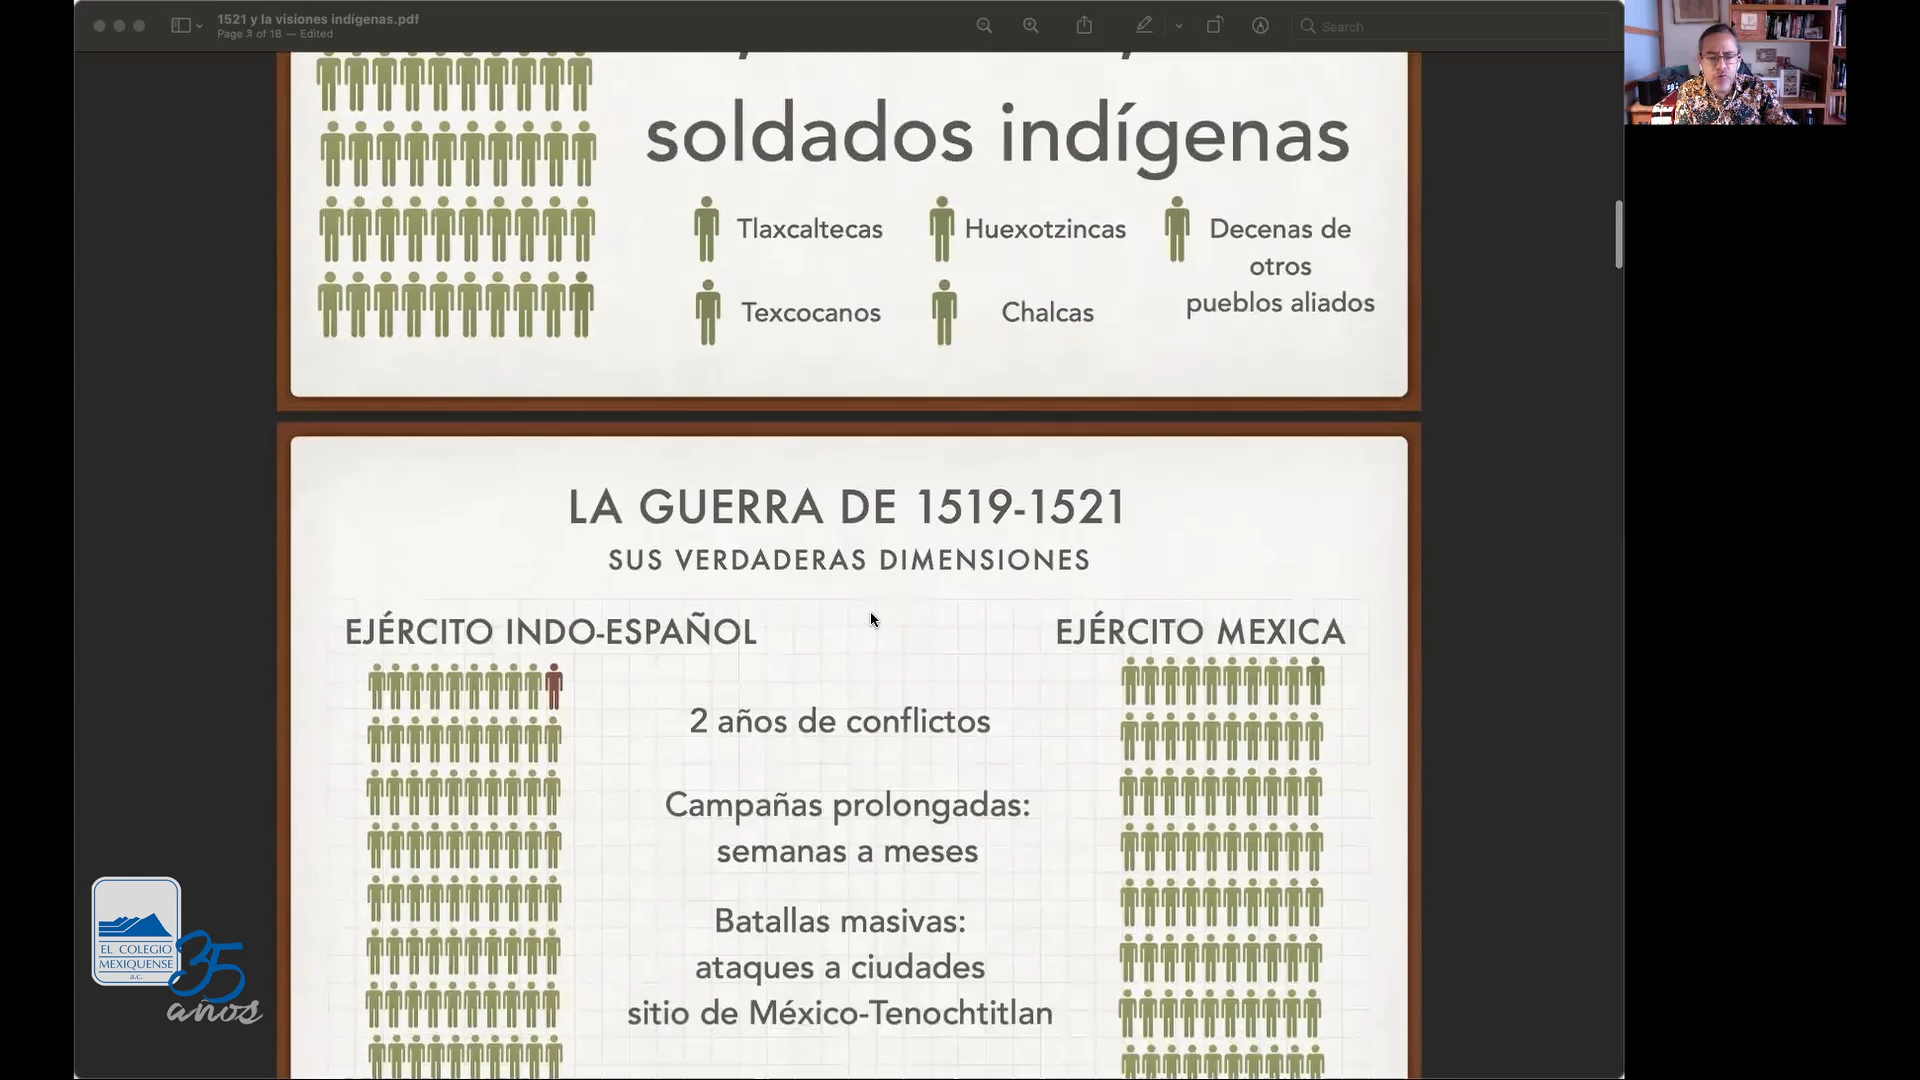 1521 y la visiones indígenas.pdf
Page 3 of 18 — Edited
Search
soldados indígenas
Tlaxcaltecas
Huexotzincas
Decenas de
otros
pueblos aliados
Texcocanos
Chalcas
LA GUERRA DE 1519-1521
SUS VERDADERAS DIMENSIONES
EJÉRCITO INDO-ESPAÑOL
EJÉRCITO MEXICA
2 años de conflictos
Campañas prolongadas:
semanas a meses
Batallas masivas:
ataques a ciudades
sitio de México-Tenochtitlan
EL COLEGIO
MEXIQUENSE
a.c.
35
años